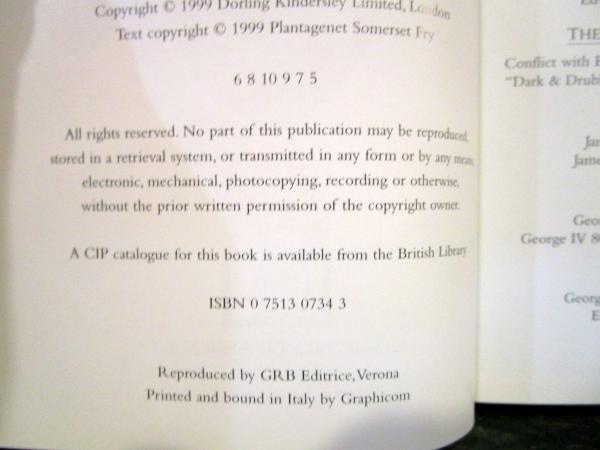 Copyright © 1999 Dorling Kindersley Limited, London
Text copyright © 1999 Plantagenet Somerset Fry
6 8 10 9 7 5
All rights reserved. No part of this publication may be reproduced,
stored in a retrieval system, or transmitted in any form or by any means,
electronic, mechanical, photocopying, recording or otherwise,
without the prior written permission of the copyright owner.
A CIP catalogue for this book is available from the British Library
ISBN 0 7513 0734 3
Reproduced by GRB Editrice, Verona
Printed and bound in Italy by Graphicom
THE
Conflict with
"Dark &
George IV